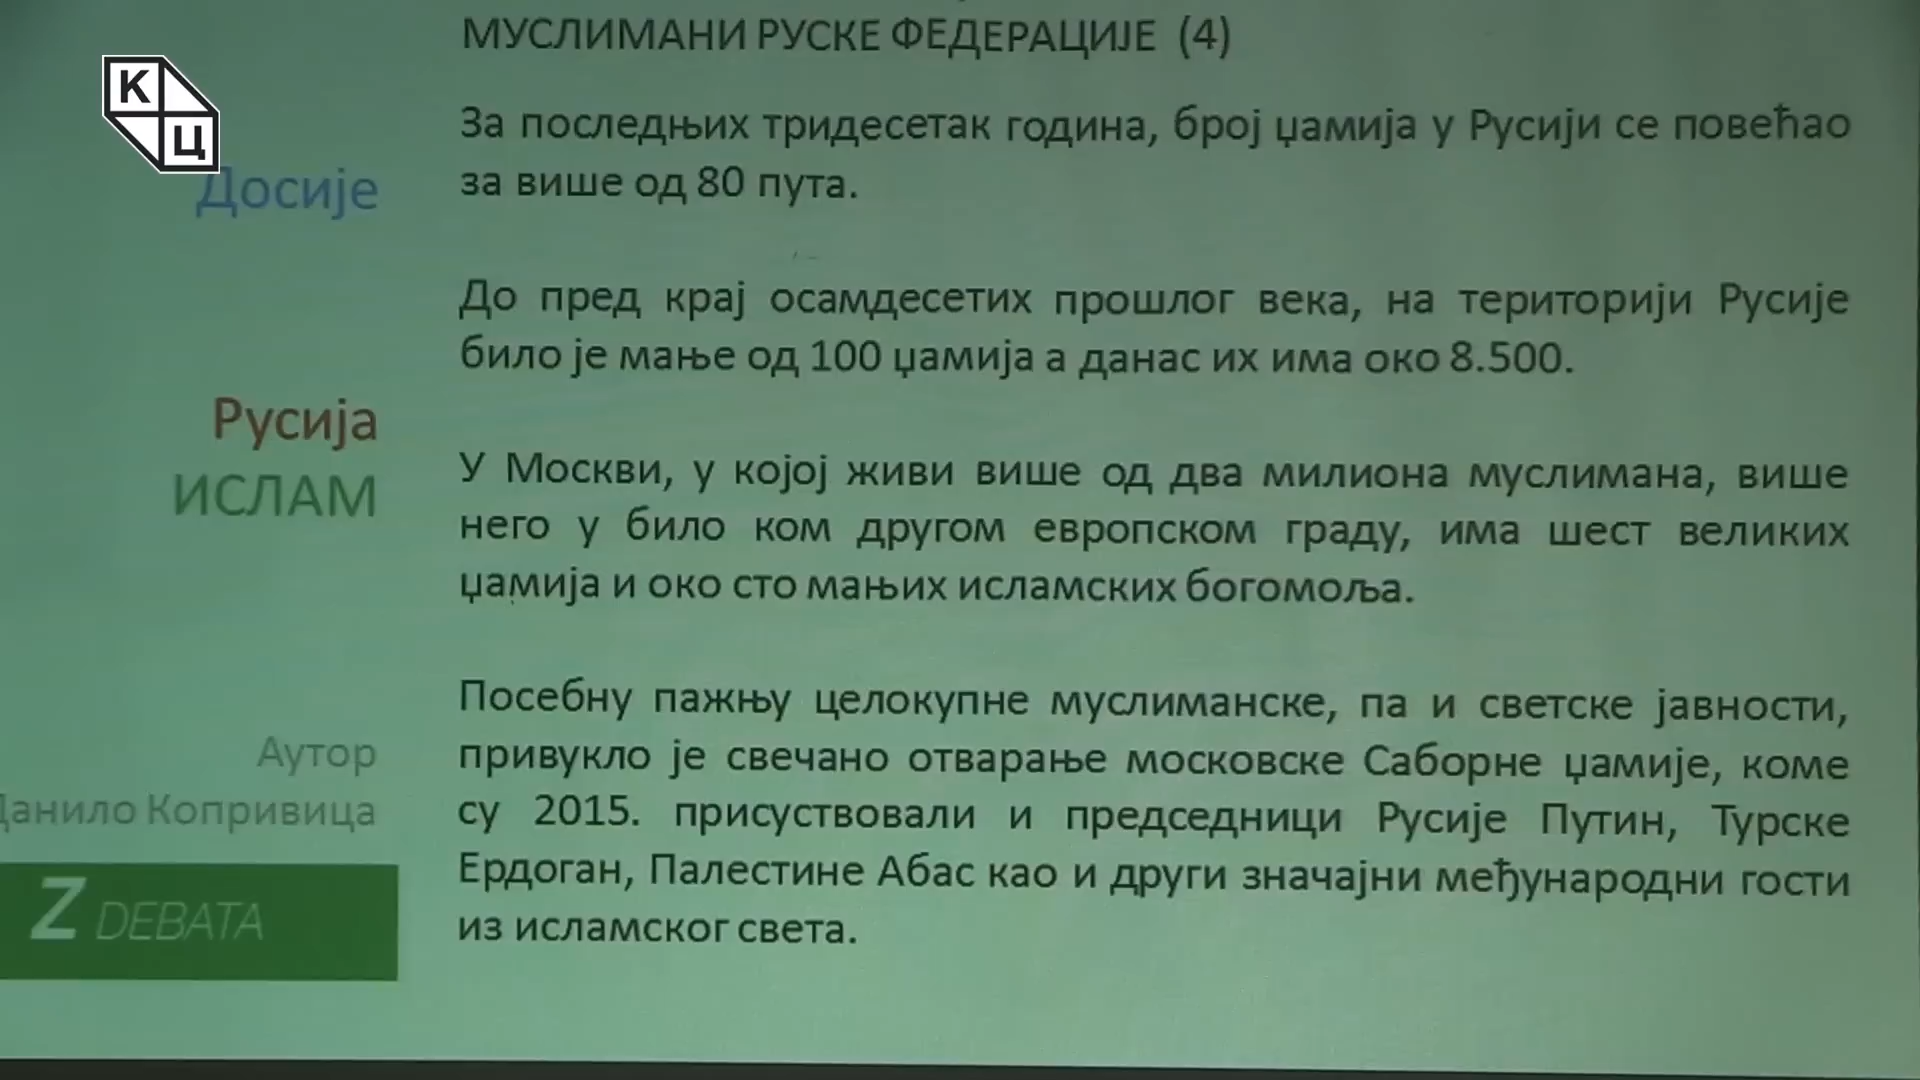 К
Ц
Досије
Русија
ИСЛАМ
Аутор
Данило Копривица
Z DEBATA
МУСЛИМАНИ РУСКЕ ФЕДЕРАЦИЈЕ (4)
За последњих тридесетак година, број џамија у Русији се повећао
за више од 80 пута.
До пред крај осамдесетих прошлог века, на територији Русије
било је мање од 100 џамија а данас их има око 8.500.
У Москви, у којој живи више од два милиона муслимана, више
него у било ком другом европском граду, има шест великих
џамија и око сто мањих исламских богомоља.
Посебну пажњу целокупне муслиманске, па и светске јавности,
привукло је свечано отварање московске Саборне џамије, коме
су 2015. присуствовали и председници Русије Путин, Турске
Ердоган, Палестине Абас као и други значајни међународни гости
из исламског света.